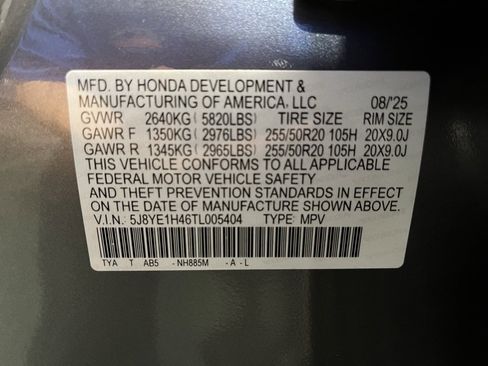 MFD. BY HONDA DEVELOPMENT &
MANUFACTURING OF AMERICA, LLC 08/'25
GVWR 2640KG( 5820LBS) TIRE SIZE RIM SIZE
GAWR F 1350KG( 2976LBS) 255/50R20 105H 20X9.0J
GAWR R 1345KG( 2965LBS) 255/50R20 105H 20X9.0J
THIS VEHICLE CONFORMS TO ALL APPLICABLE
FEDERAL MOTOR VEHICLE SAFETY
AND THEFT PREVENTION STANDARDS IN EFFECT
ON THE DATE OF MANUFACTURE SHOWN ABOVE.
V.I.N.: 5J8YE1H46TL005404 TYPE: MPV
TYA T AB5 -NH885M -A-L